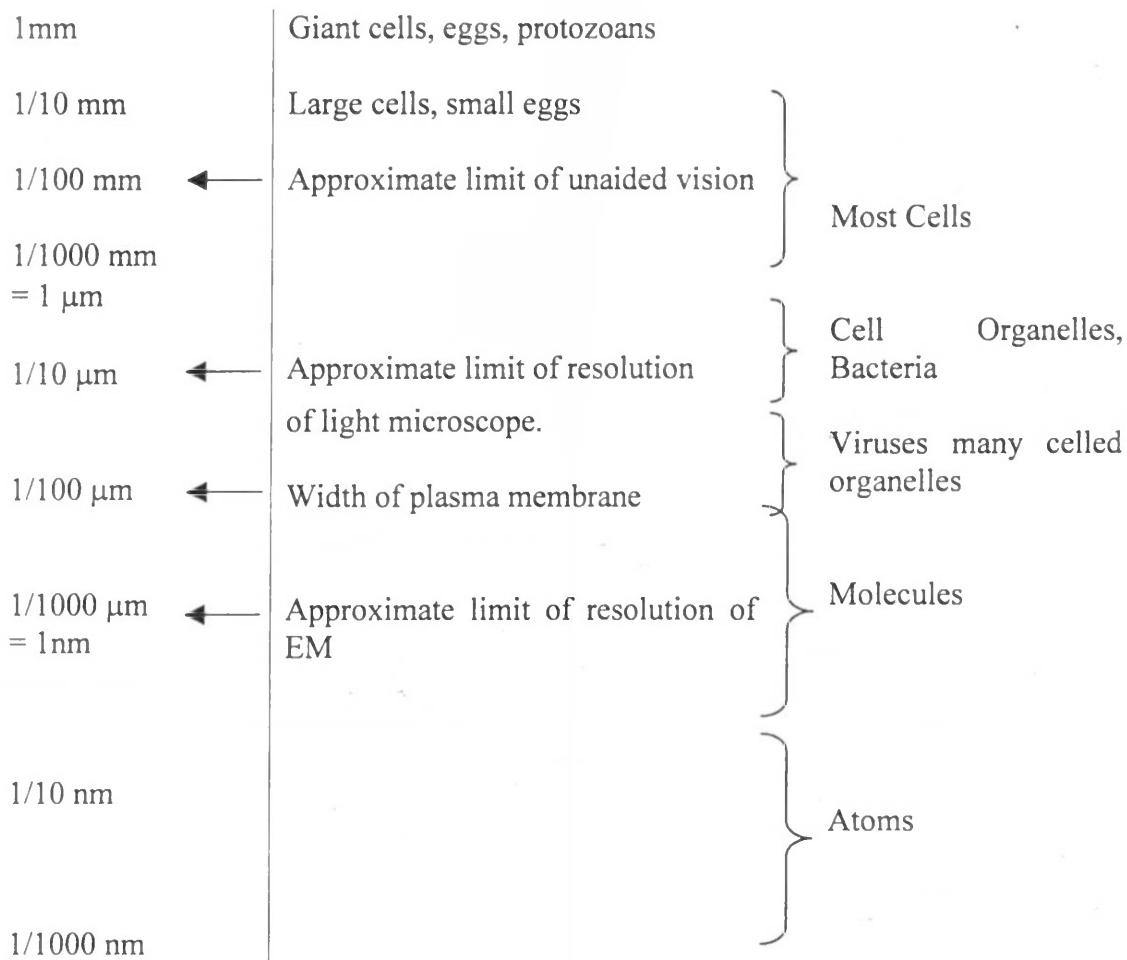 1mm Giant cells, eggs, protozoans
1/10 mm Large cells, small eggs
1/100 mm Approximate limit of unaided vision
Most Cells
1/1000 mm
= 1 µm
Cell Organelles,
Bacteria
1/10 µm Approximate limit of resolution
of light microscope.
Viruses many celled
organelles
1/100 µm Width of plasma membrane
Molecules
1/1000 µm Approximate limit of resolution of
= 1nm EM
1/10 nm
Atoms
1/1000 nm